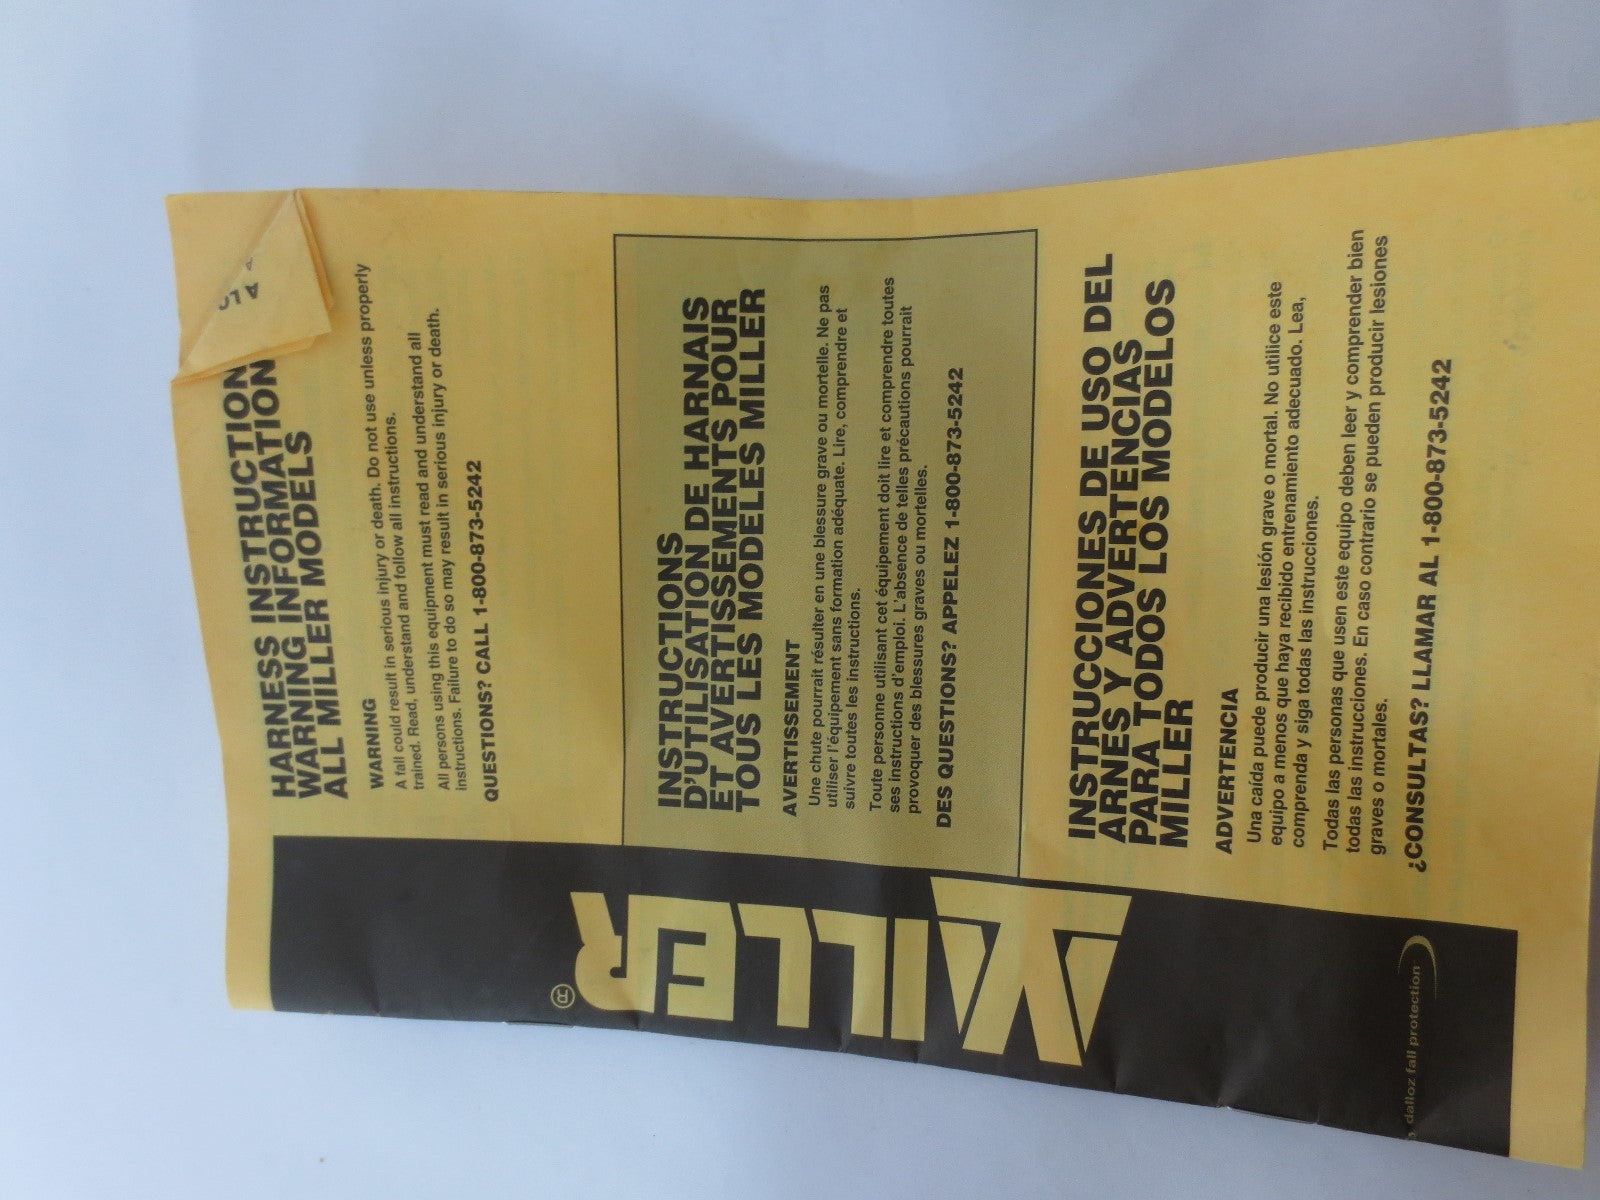 HARNESS INSTRUCTION
WARNING INFORMATION
ALL MILLER MODELS
WARNING
A fall could result in serious injury or death. Do not use unless properly
trained. Read, understand and follow all instructions.
All persons using this equipment must read and understand all
instructions. Failure to do so may result in serious injury or death.
QUESTIONS? CALL 1-800-873-5242
INSTRUCTIONS
D'UTILISATION DE HARNAIS
ET AVERTISSEMENTS POUR
TOUS LES MODELES MILLER
AVERTISSEMENT
Une chute pourrait résulter en une blessure grave ou mortelle. Ne pas
utiliser l'équipement sans formation adéquate. Lire, comprendre et
suivre toutes les instructions.
Toute personne utilisant cet équipement doit lire et comprendre toutes
ses instructions d'emploi. L'absence de telles précautions pourrait
provoquer des blessures graves ou mortelles.
DES QUESTIONS? APPELEZ 1-800-873-5242
INSTRUCCIONES DE USO DEL
ARNES Y ADVERTENCIAS
PARA TODOS LOS MODELOS
MILLER
ADVERTENCIA
Una caída puede producir una lesión grave o mortal. No utilice este
equipo a menos que haya recibido entrenamiento adecuado. Lea,
comprenda y siga todas las instrucciones.
Todas las personas que usen este equipo deben leer y comprender bien
todas las instrucciones. En caso contrario se pueden producir lesiones
graves o mortales.
¿CONSULTAS? LLAMAR AL 1-800-873-5242
MILLER
dalloz fall protection